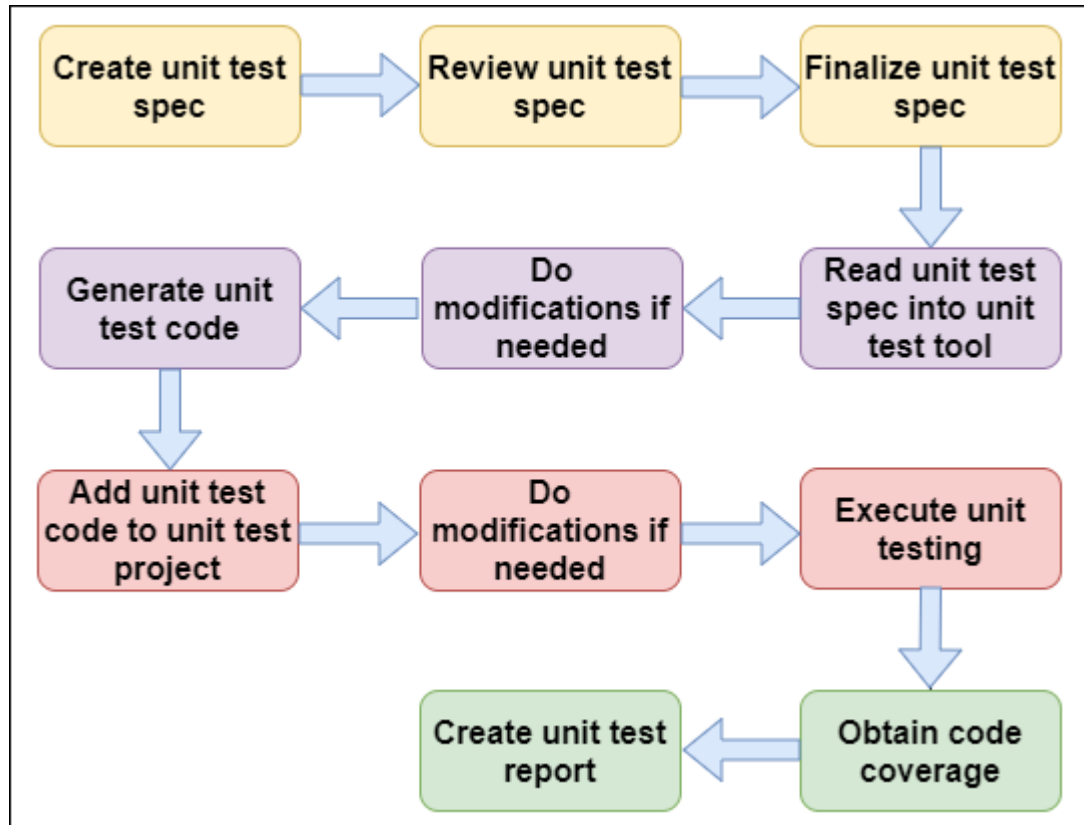 Create unit test
spec
Review unit test
spec
Finalize unit test
spec
Generate unit
test code
Do
modifications if
needed
Read unit test
spec into unit
test tool
Add unit test
code to unit test
project
Do
modifications if
needed
Execute unit
testing
Create unit test
report
Obtain code
coverage